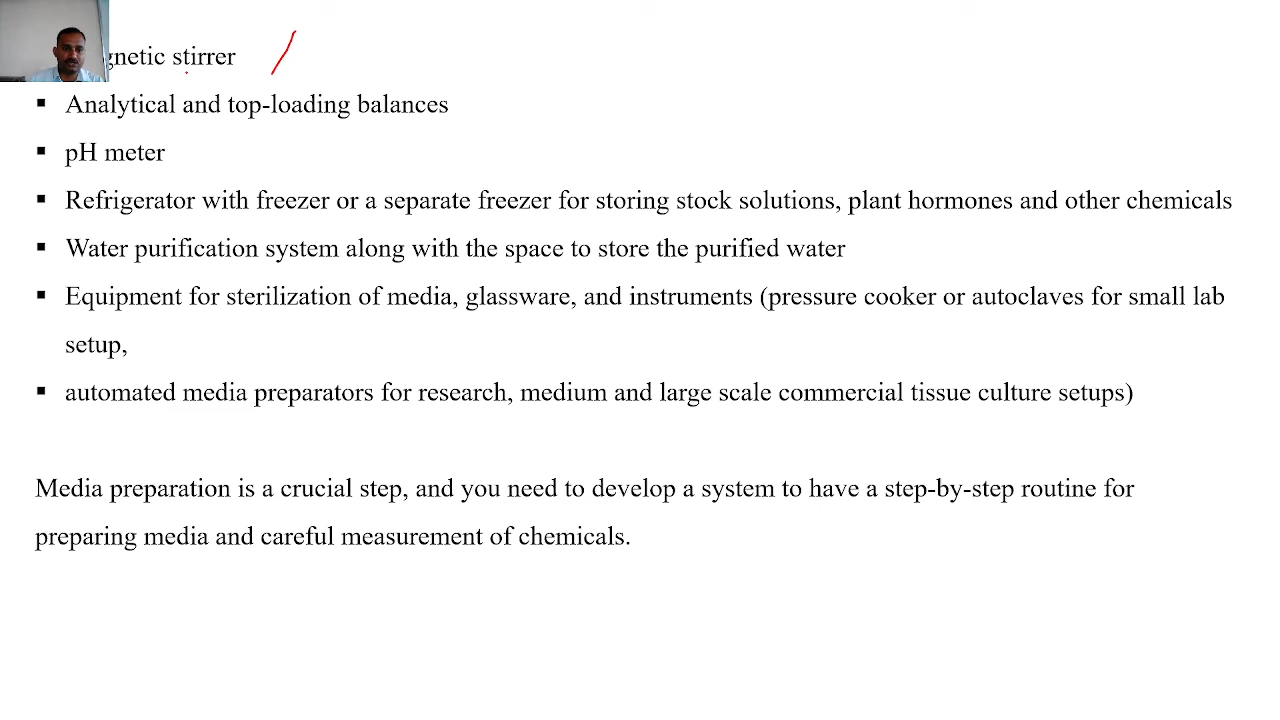 stirrer
▪ Analytical and top-loading balances
▪ pH meter
▪ Refrigerator with freezer or a separate freezer for storing stock solutions, plant hormones and other chemicals
▪ Water purification system along with the space to store the purified water
▪ Equipment for sterilization of media, glassware, and instruments (pressure cooker or autoclaves for small lab
setup,
▪ automated media preparators for research, medium and large scale commercial tissue culture setups)
Media preparation is a crucial step, and you need to develop a system to have a step-by-step routine for
preparing media and careful measurement of chemicals.